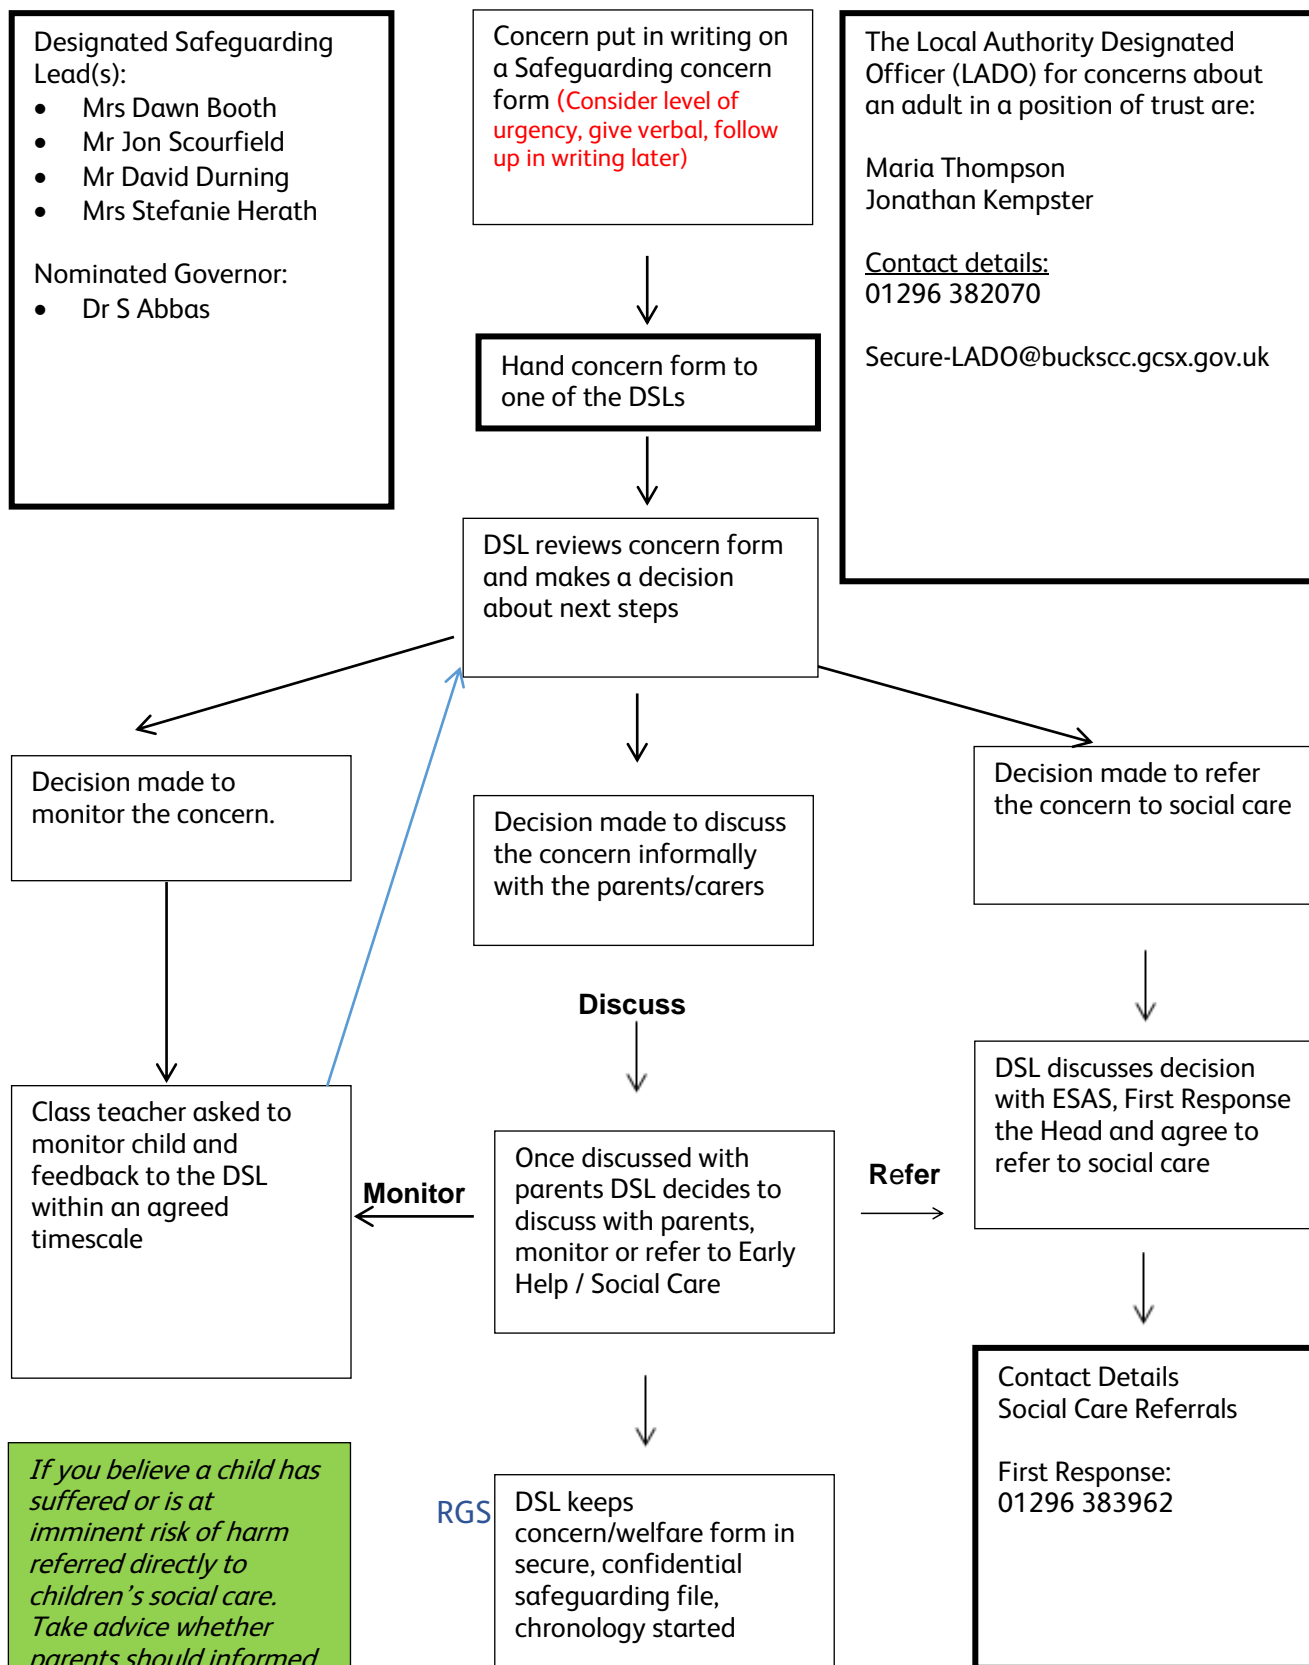 Designated Safeguarding
Lead(s):
• Mrs Dawn Booth
• Mr Jon Scourfield
• Mr David Durning
• Mrs Stefanie Herath
Nominated Governor:
• Dr S Abbas
Concern put in writing on
a Safeguarding concern
form (Consider level of
urgency, give verbal, follow
up in writing later)
The Local Authority Designated
Officer (LADO) for concerns about
an adult in a position of trust are:
Maria Thompson
Jonathan Kempster
Contact details:
01296 382070
Secure-LADO@buckscc.gcsx.gov.uk
Hand concern form to
one of the DSLs
DSL reviews concern form
and makes a decision
about next steps
Decision made to
monitor the concern.
Decision made to discuss
the concern informally
with the parents/carers
Decision made to refer
the concern to social care
Discuss
Class teacher asked to
monitor child and
feedback to the DSL
within an agreed
timescale
Monitor
Once discussed with
parents DSL decides to
discuss with parents,
monitor or refer to Early
Help / Social Care
Refer
DSL discusses decision
with ESAS, First Response
the Head and agree to
refer to social care
Contact Details
Social Care Referrals
First Response:
01296 383962
If you believe a child has
suffered or is at
imminent risk of harm
referred directly to
children's social care.
Take advice whether
parents should informed
RGS
DSL keeps
concern/welfare form in
secure, confidential
safeguarding file,
chronology started